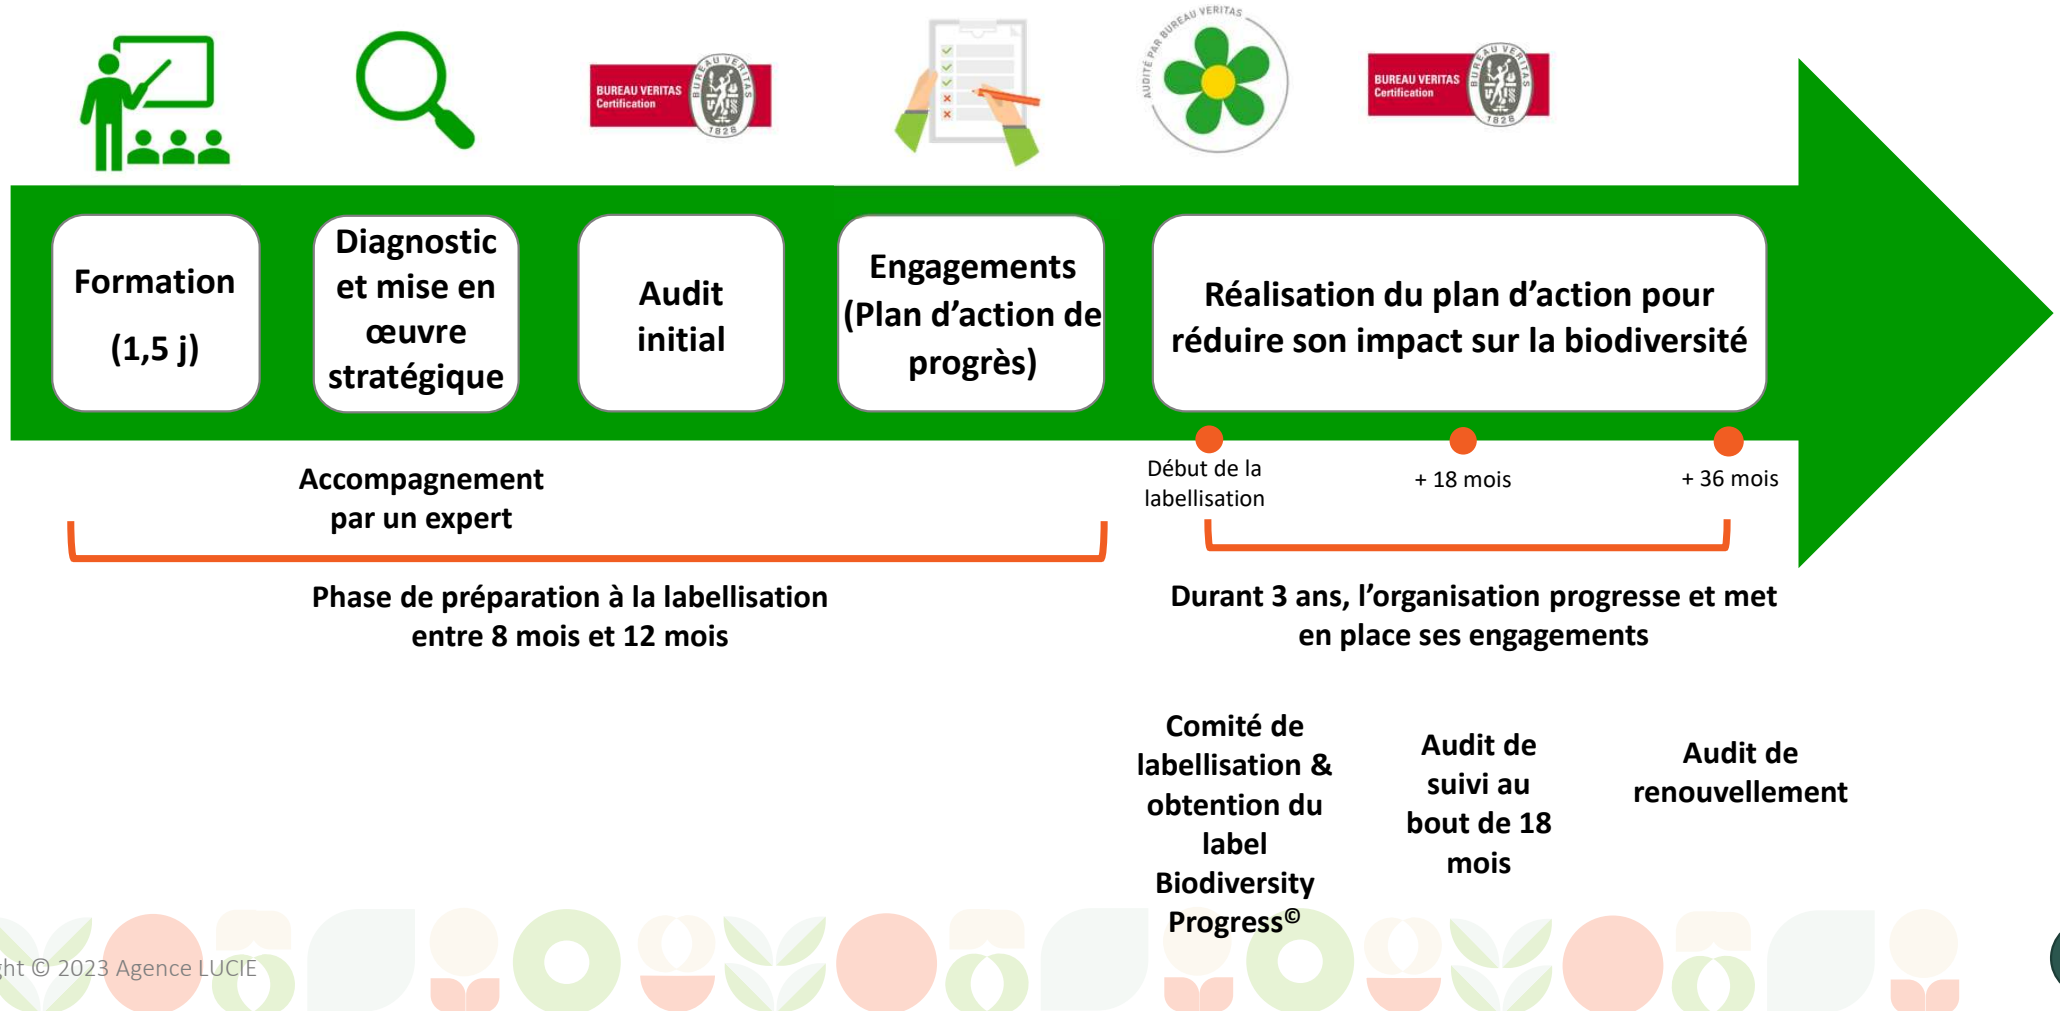 AUDITÉ PAR BUREAU VERITAS
BUREAU VERITAS
Certification
BUREAU VERITAS
1828
BUREAU VERITAS
Certification
BUREAU VERITAS
1828
Formation
(1,5 j)
Diagnostic
et mise en
œuvre
stratégique
Audit
initial
Engagements
(Plan d’action de
progrès)
Réalisation du plan d’action pour
réduire son impact sur la biodiversité
Accompagnement
par un expert
Début de la
labellisation
+ 18 mois
+ 36 mois
Phase de préparation à la labellisation
entre 8 mois et 12 mois
Durant 3 ans, l’organisation progresse et met
en place ses engagements
Comité de
labellisation &
obtention du
label
Biodiversity
Progress©
Audit de
suivi au
bout de 18
mois
Audit de
renouvellement
ght © 2023 Agence LUCIE